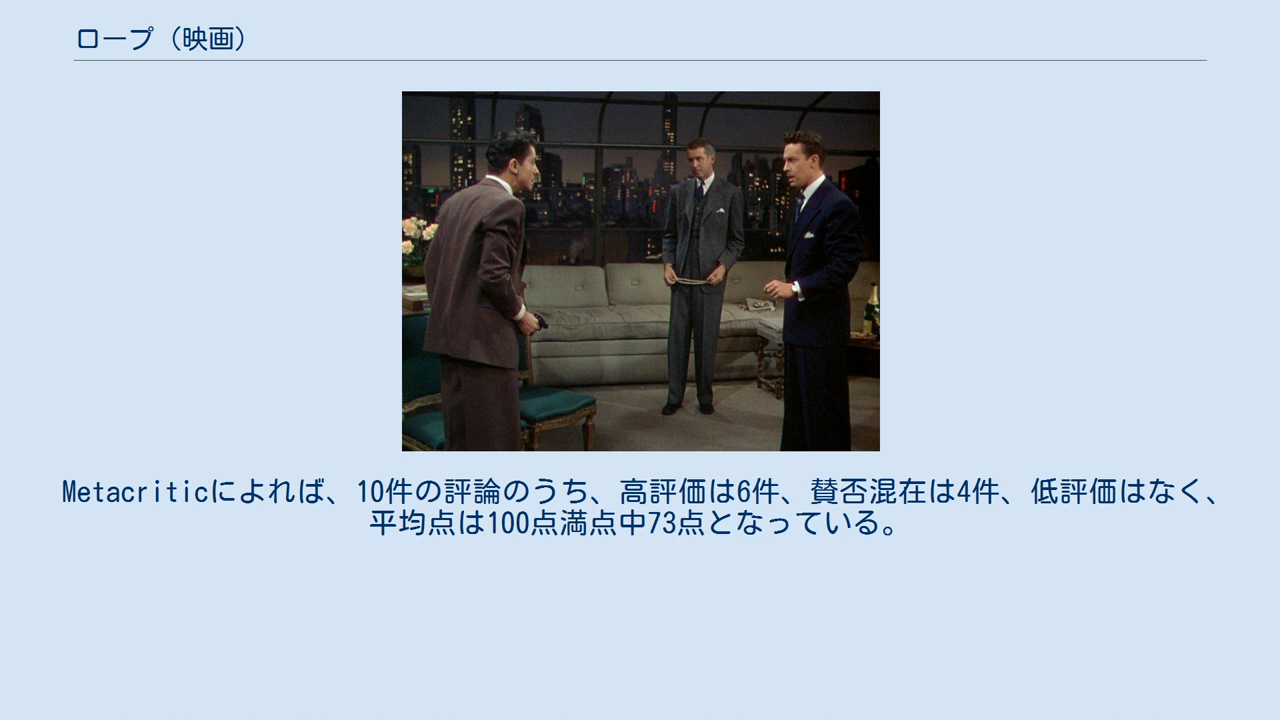 ロープ（映画）
Metacriticによれば、10件の評論のうち、高評価は6件、賛否混在は4件、低評価はなく、
平均点は100点満点中73点となっている。